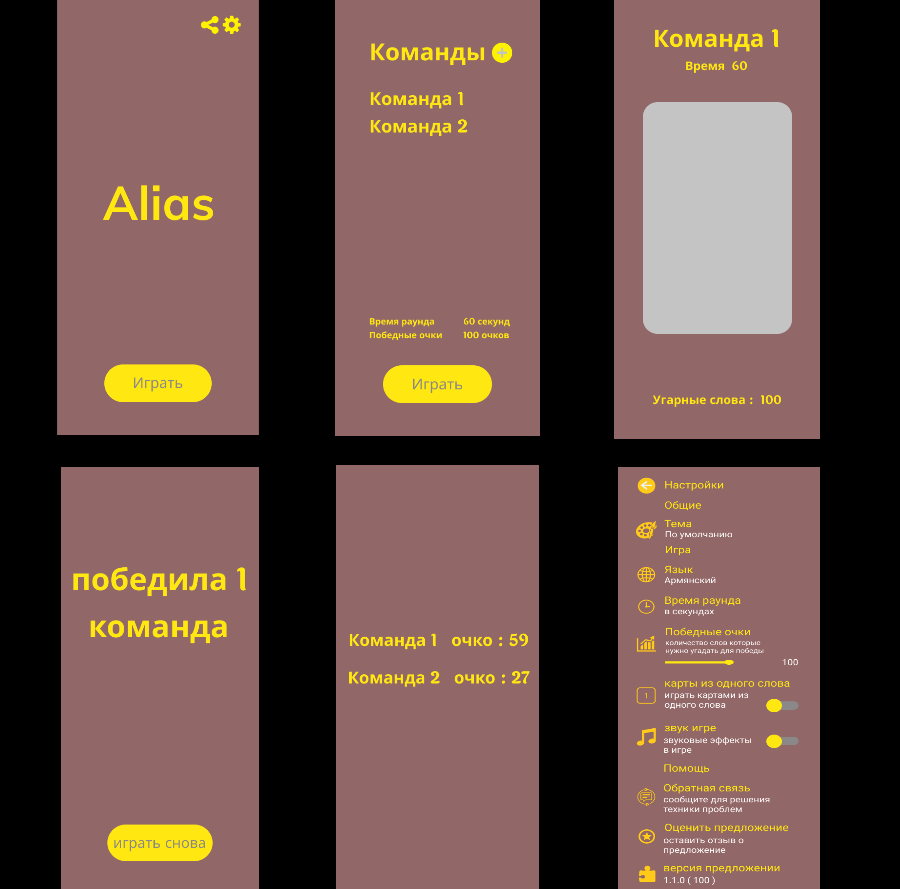 Alias
Играть
Команды
Команда 1
Команда 2
Время раунда 60 секунд
Победные очки 100 очков
Играть
Команда 1
Время 60
Угарные слова : 100
победила 1
команда
играть снова
Команда 1 очко : 59
Команда 2 очко : 27
Настройки
Общие
Тема
По умолчанию
Игра
Язык
Армянский
Время раунда
в секундах
Победные очки
количество слов которые
нужно угадать для победы
100
1
карты из одного слова
играть картами из
одного слова
звук игре
звуковые эффекты
в игре
Помощь
Обратная связь
сообщите для решения
техники проблем
Оценить предложение
оставить отзыв о
предложение
версия предложении
1.1.0 ( 100 )